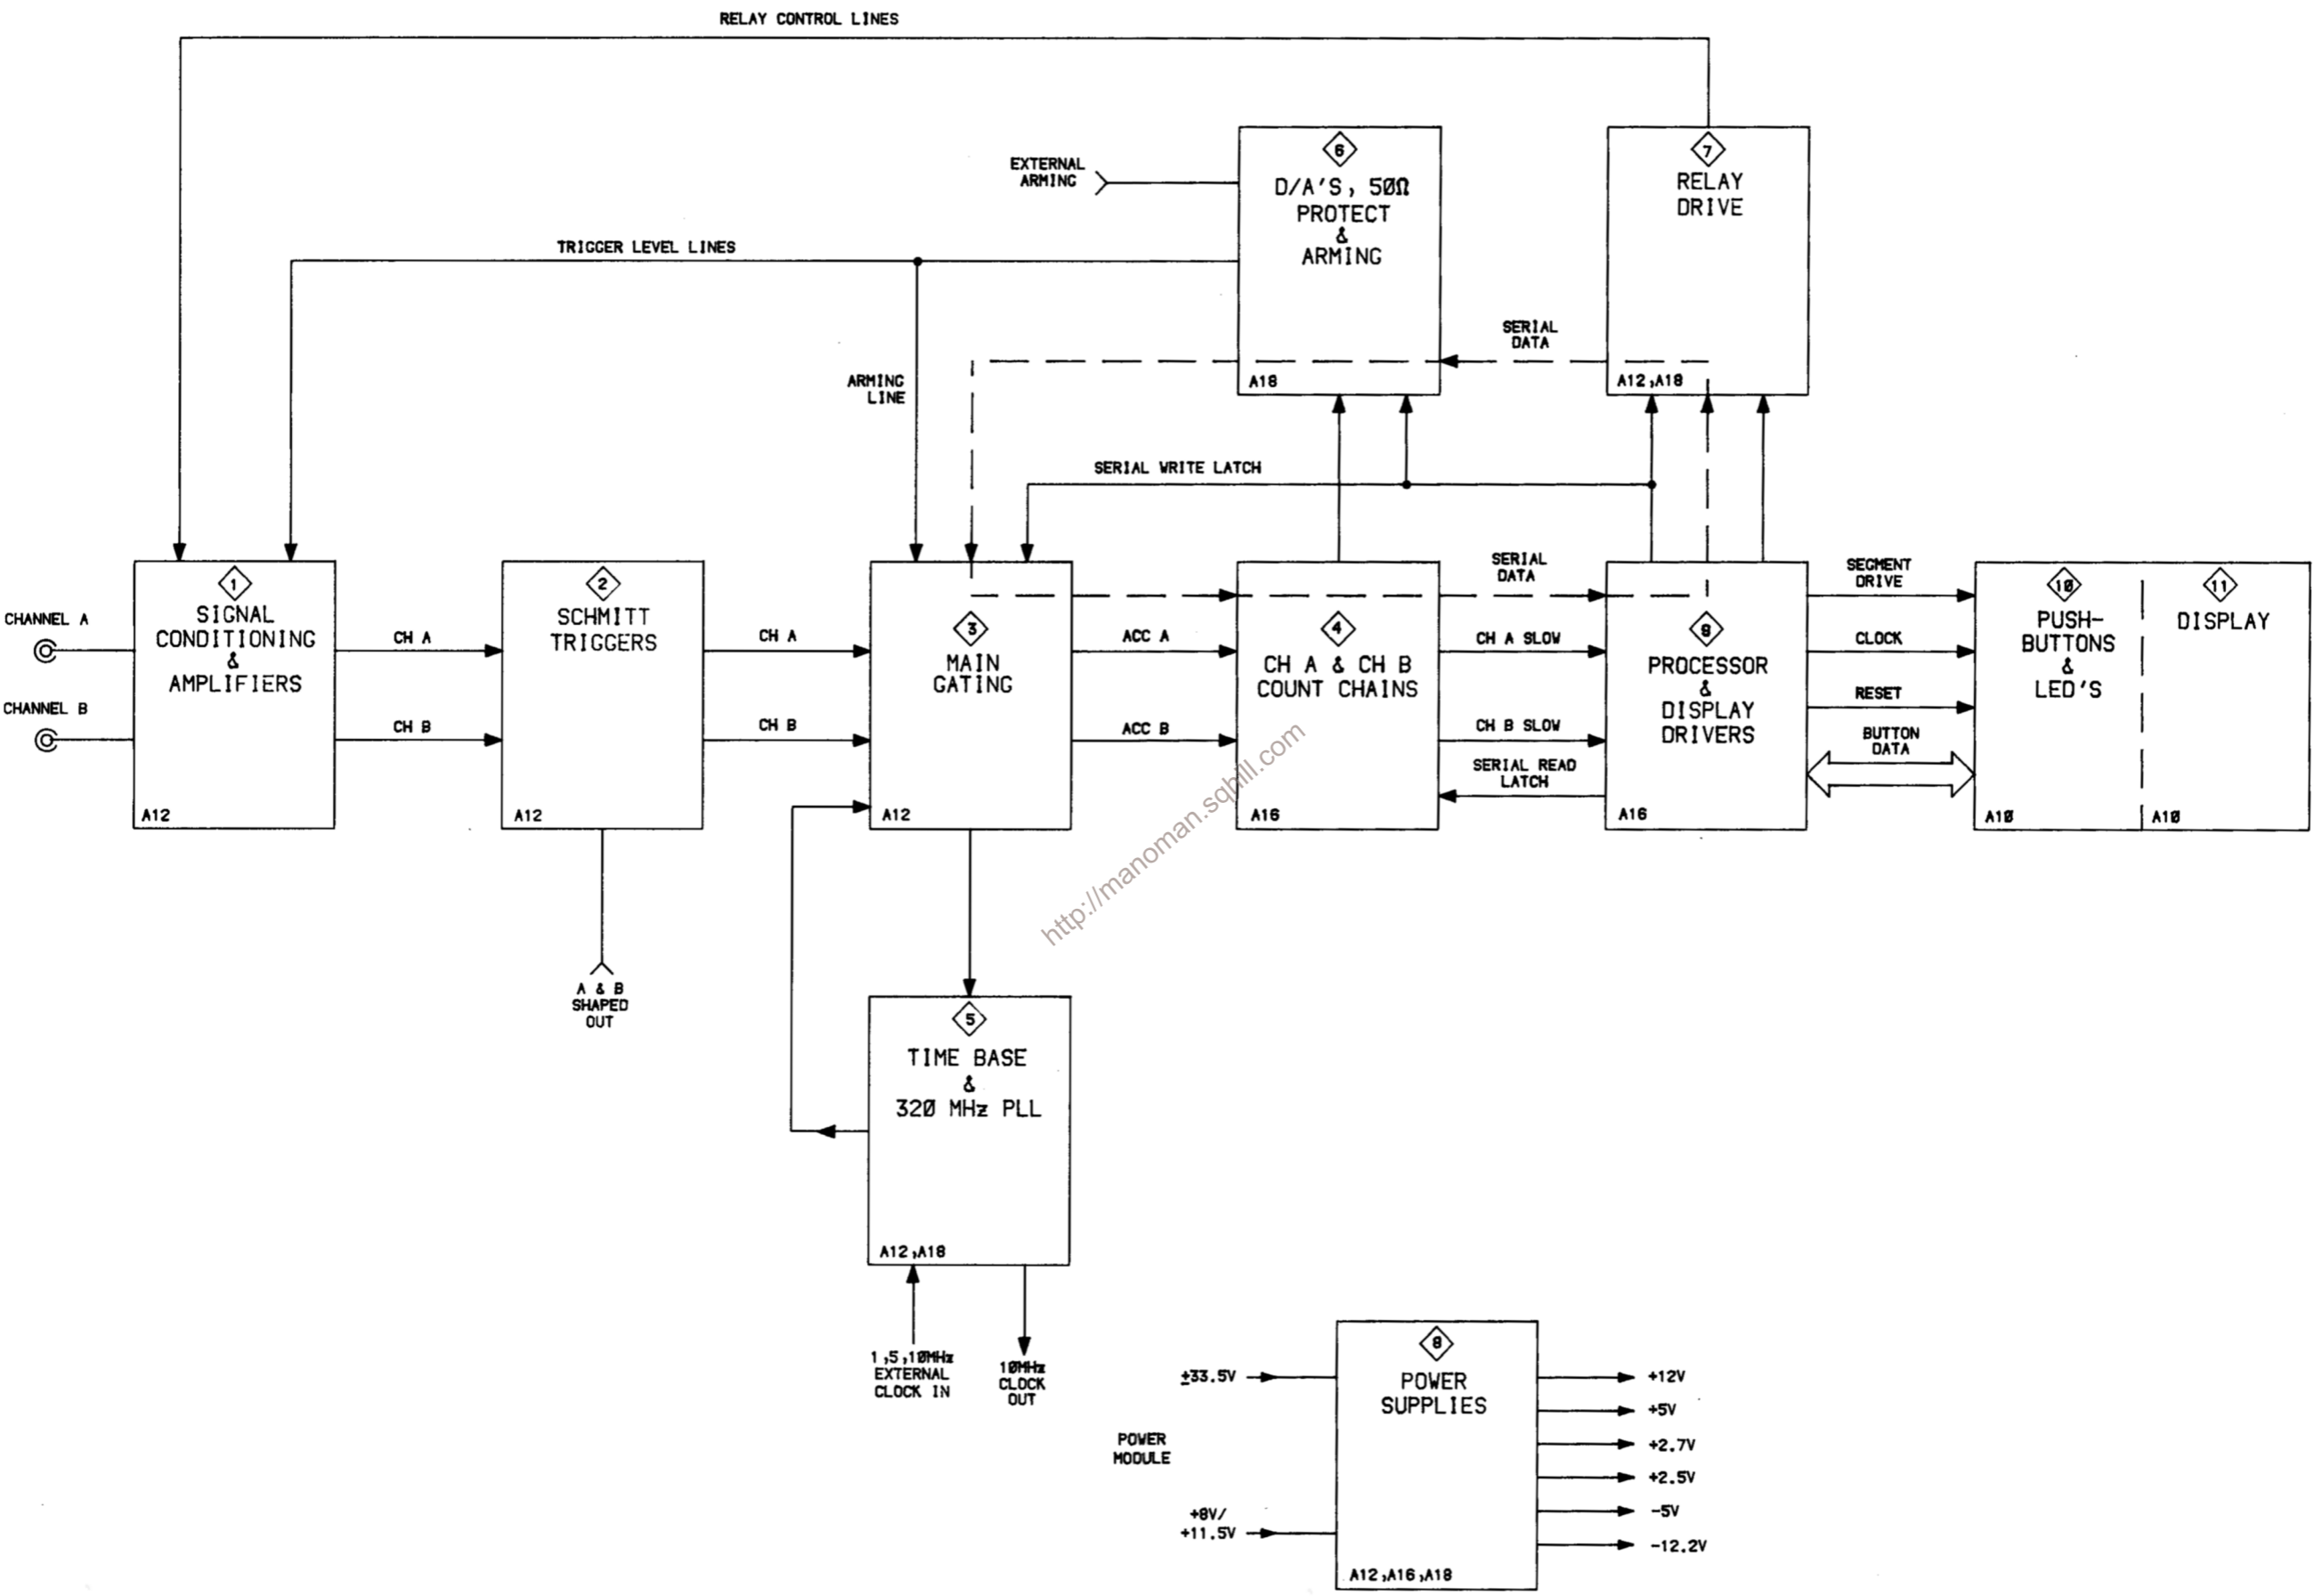 RELAY CONTROL LINES
EXTERNAL
ARMING
6
D/A'S, 50Ω
PROTECT
&
ARMING
A18
7
RELAY
DRIVE
A12,A18
TRIGGER LEVEL LINES
SERIAL
DATA
ARMING
LINE
SERIAL WRITE LATCH
CHANNEL A
CHANNEL B
1
SIGNAL
CONDITIONING
&
AMPLIFIERS
A12
CH A
CH B
2
SCHMITT
TRIGGERS
A12
CH A
CH B
A & B
SHAPED
OUT
3
MAIN
GATING
A12
ACC A
ACC B
4
CH A & CH B
COUNT CHAINS
A16
SERIAL
DATA
CH A SLOW
CH B SLOW
SERIAL READ
LATCH
9
PROCESSOR
&
DISPLAY
DRIVERS
A16
SEGMENT
DRIVE
CLOCK
RESET
BUTTON
DATA
10
PUSH-
BUTTONS
&
LED'S
A10
11
DISPLAY
A10
http://manoman.sqhill.com
5
TIME BASE
&
320 MHz PLL
A12,A18
1,5,10MHz
EXTERNAL
CLOCK IN
10MHz
CLOCK
OUT
8
POWER
SUPPLIES
A12,A16,A18
±33.5V
POWER
MODULE
+8V/
+11.5V
+12V
+5V
+2.7V
+2.5V
-5V
-12.2V